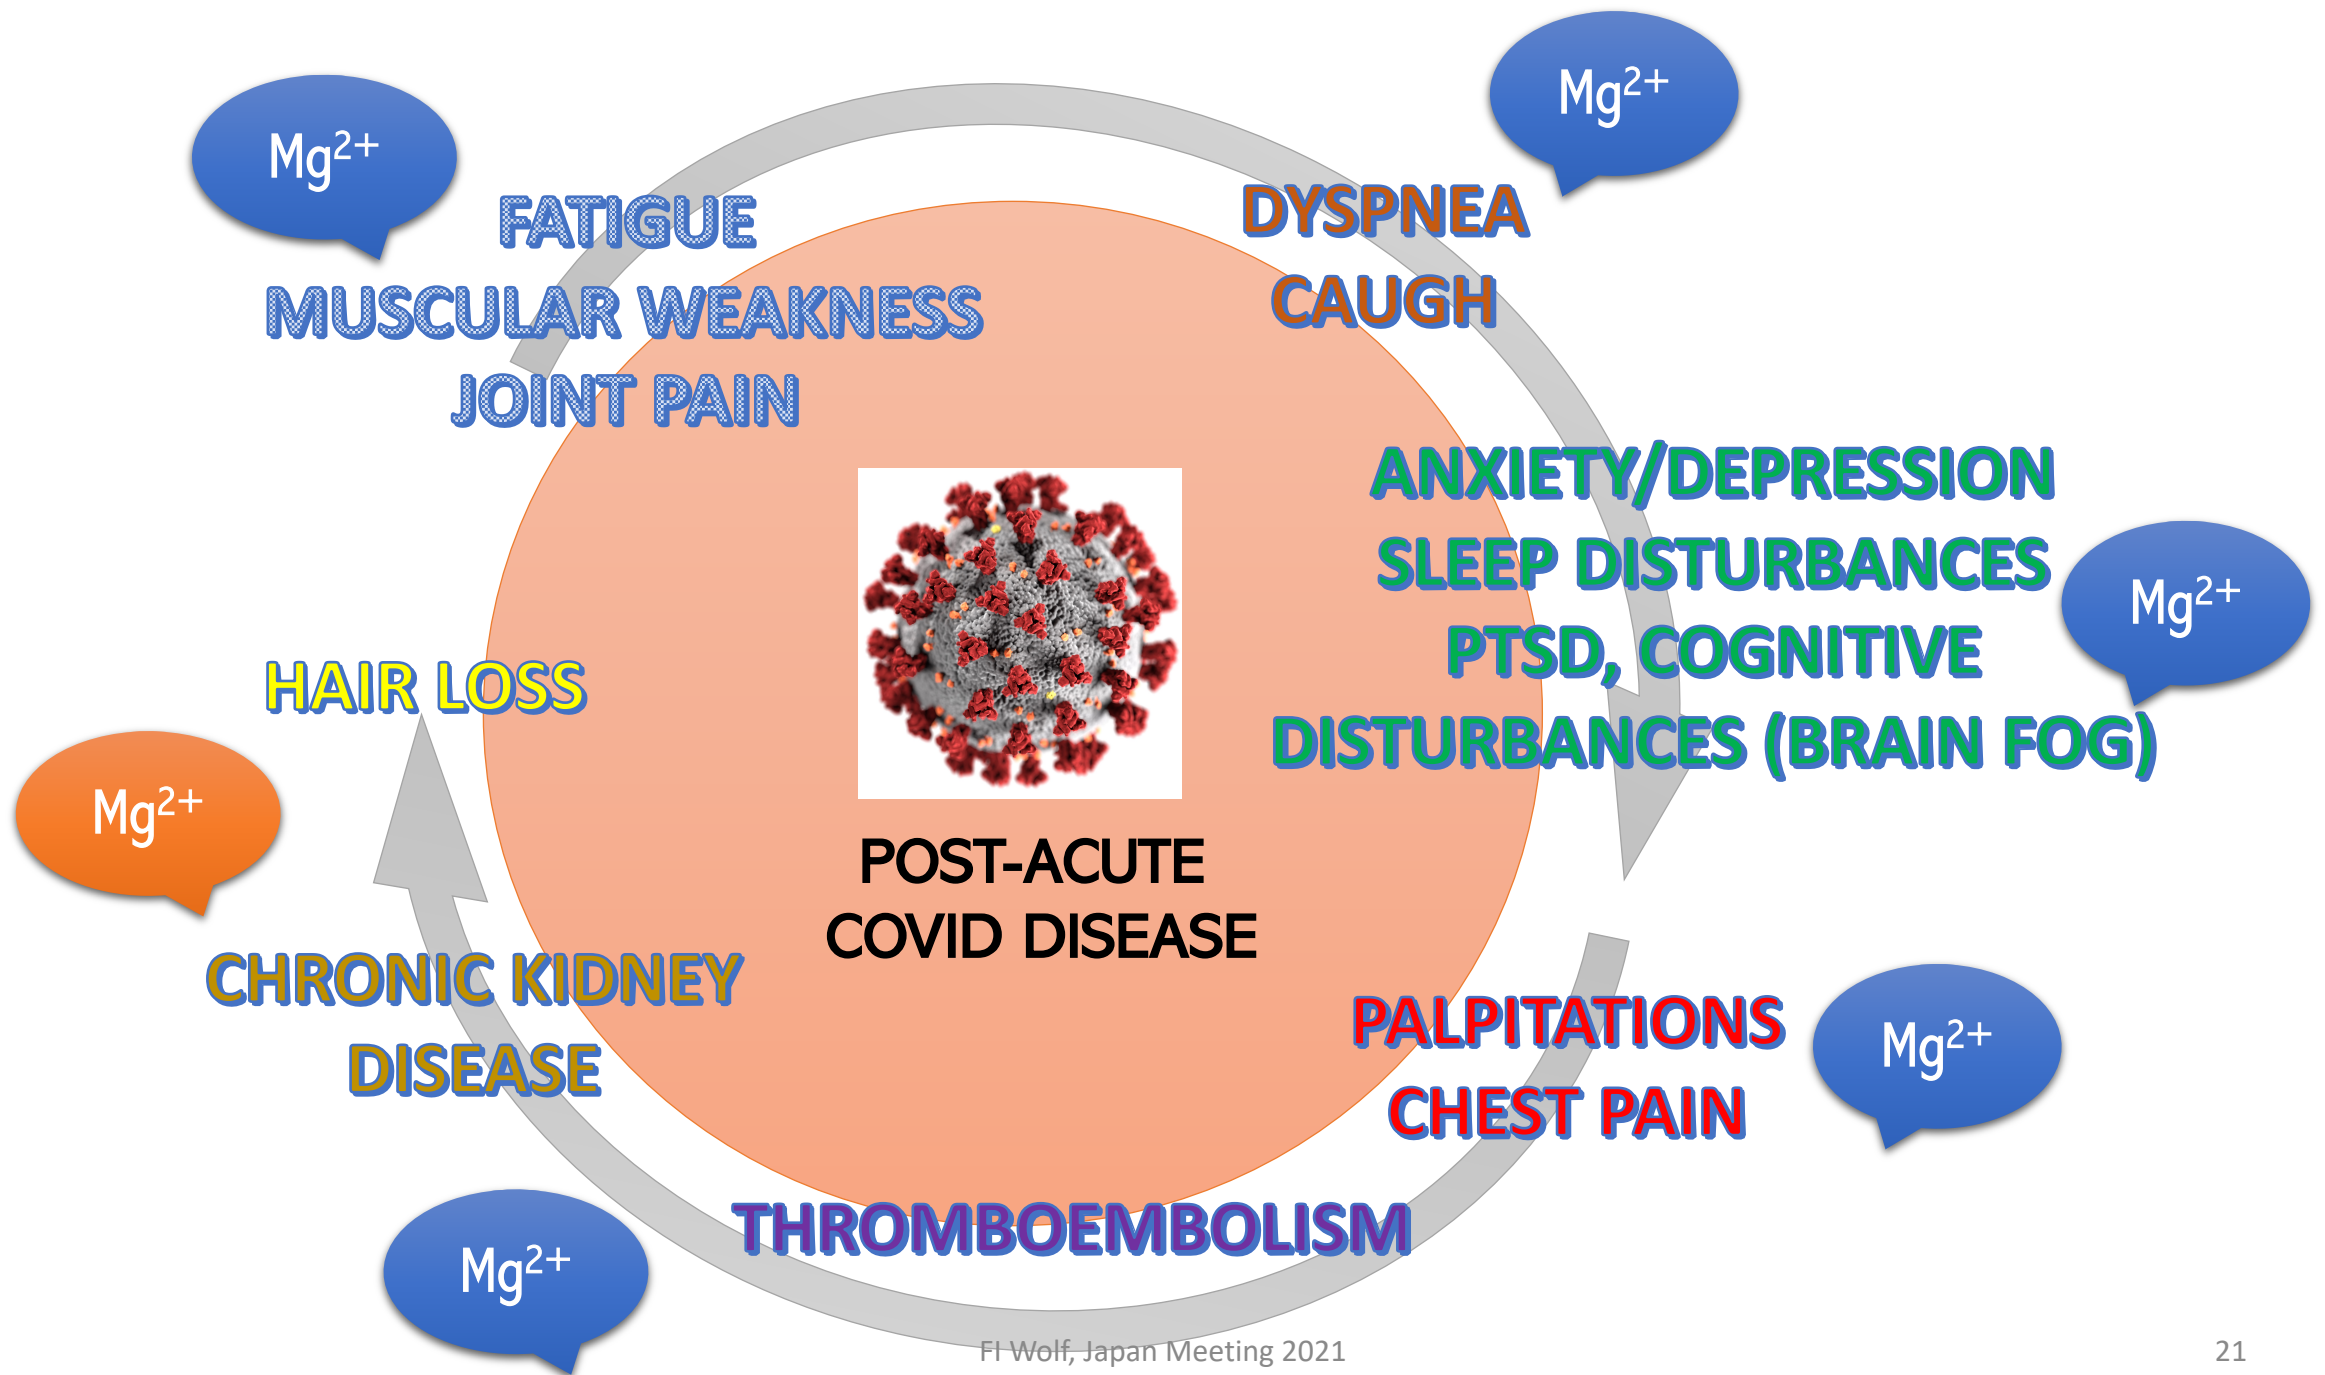 Mg2+
Mg2+
FATIGUE
MUSCULAR WEAKNESS
JOINT PAIN
DYSPNEA
CAUGH
ANXIETY/DEPRESSION
SLEEP DISTURBANCES
PTSD, COGNITIVE
DISTURBANCES (BRAIN FOG)
Mg2+
HAIR LOSS
Mg2+
POST-ACUTE
COVID DISEASE
CHRONIC KIDNEY
DISEASE
PALPITATIONS
CHEST PAIN
Mg2+
THROMBOEMBOLISM
Mg2+
FI Wolf, Japan Meeting 2021
21